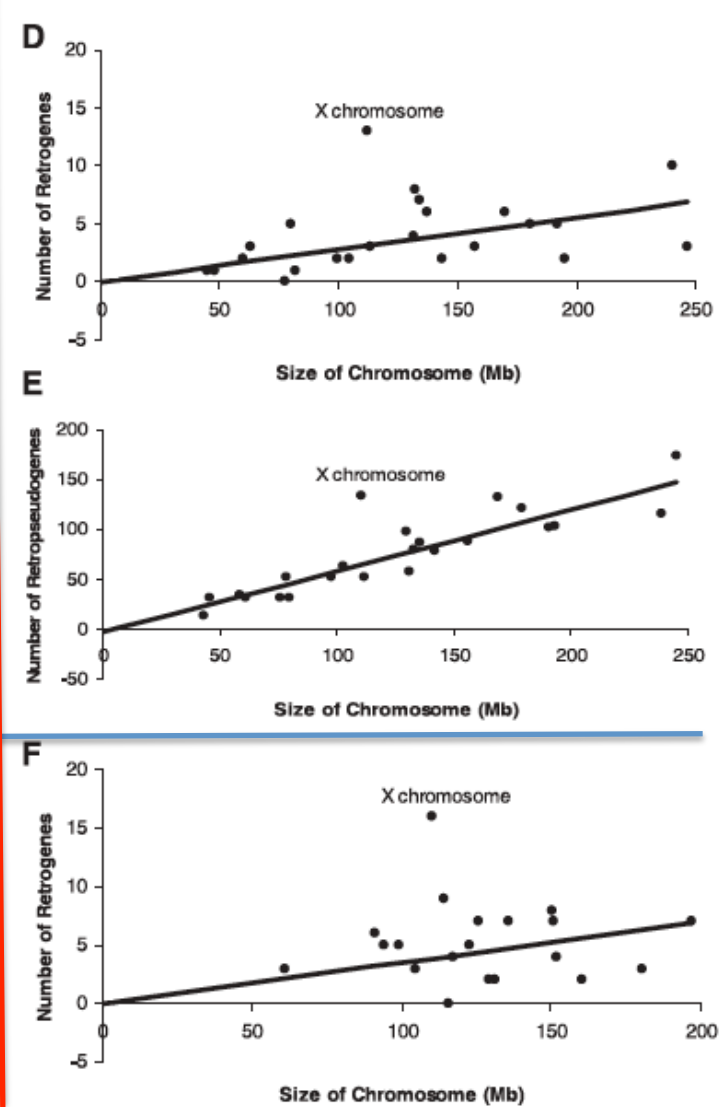 D
20
15
10
5
0
-5
Number of Retrogenes
X chromosome
0 50 100 150 200 250
Size of Chromosome (Mb)
E
200
150
100
50
0
-50
Number of Retropseudogenes
X chromosome
0 50 100 150 200 250
Size of Chromosome (Mb)
F
20
15
10
5
0
-5
Number of Retrogenes
X chromosome
0 50 100 150 200
Size of Chromosome (Mb)